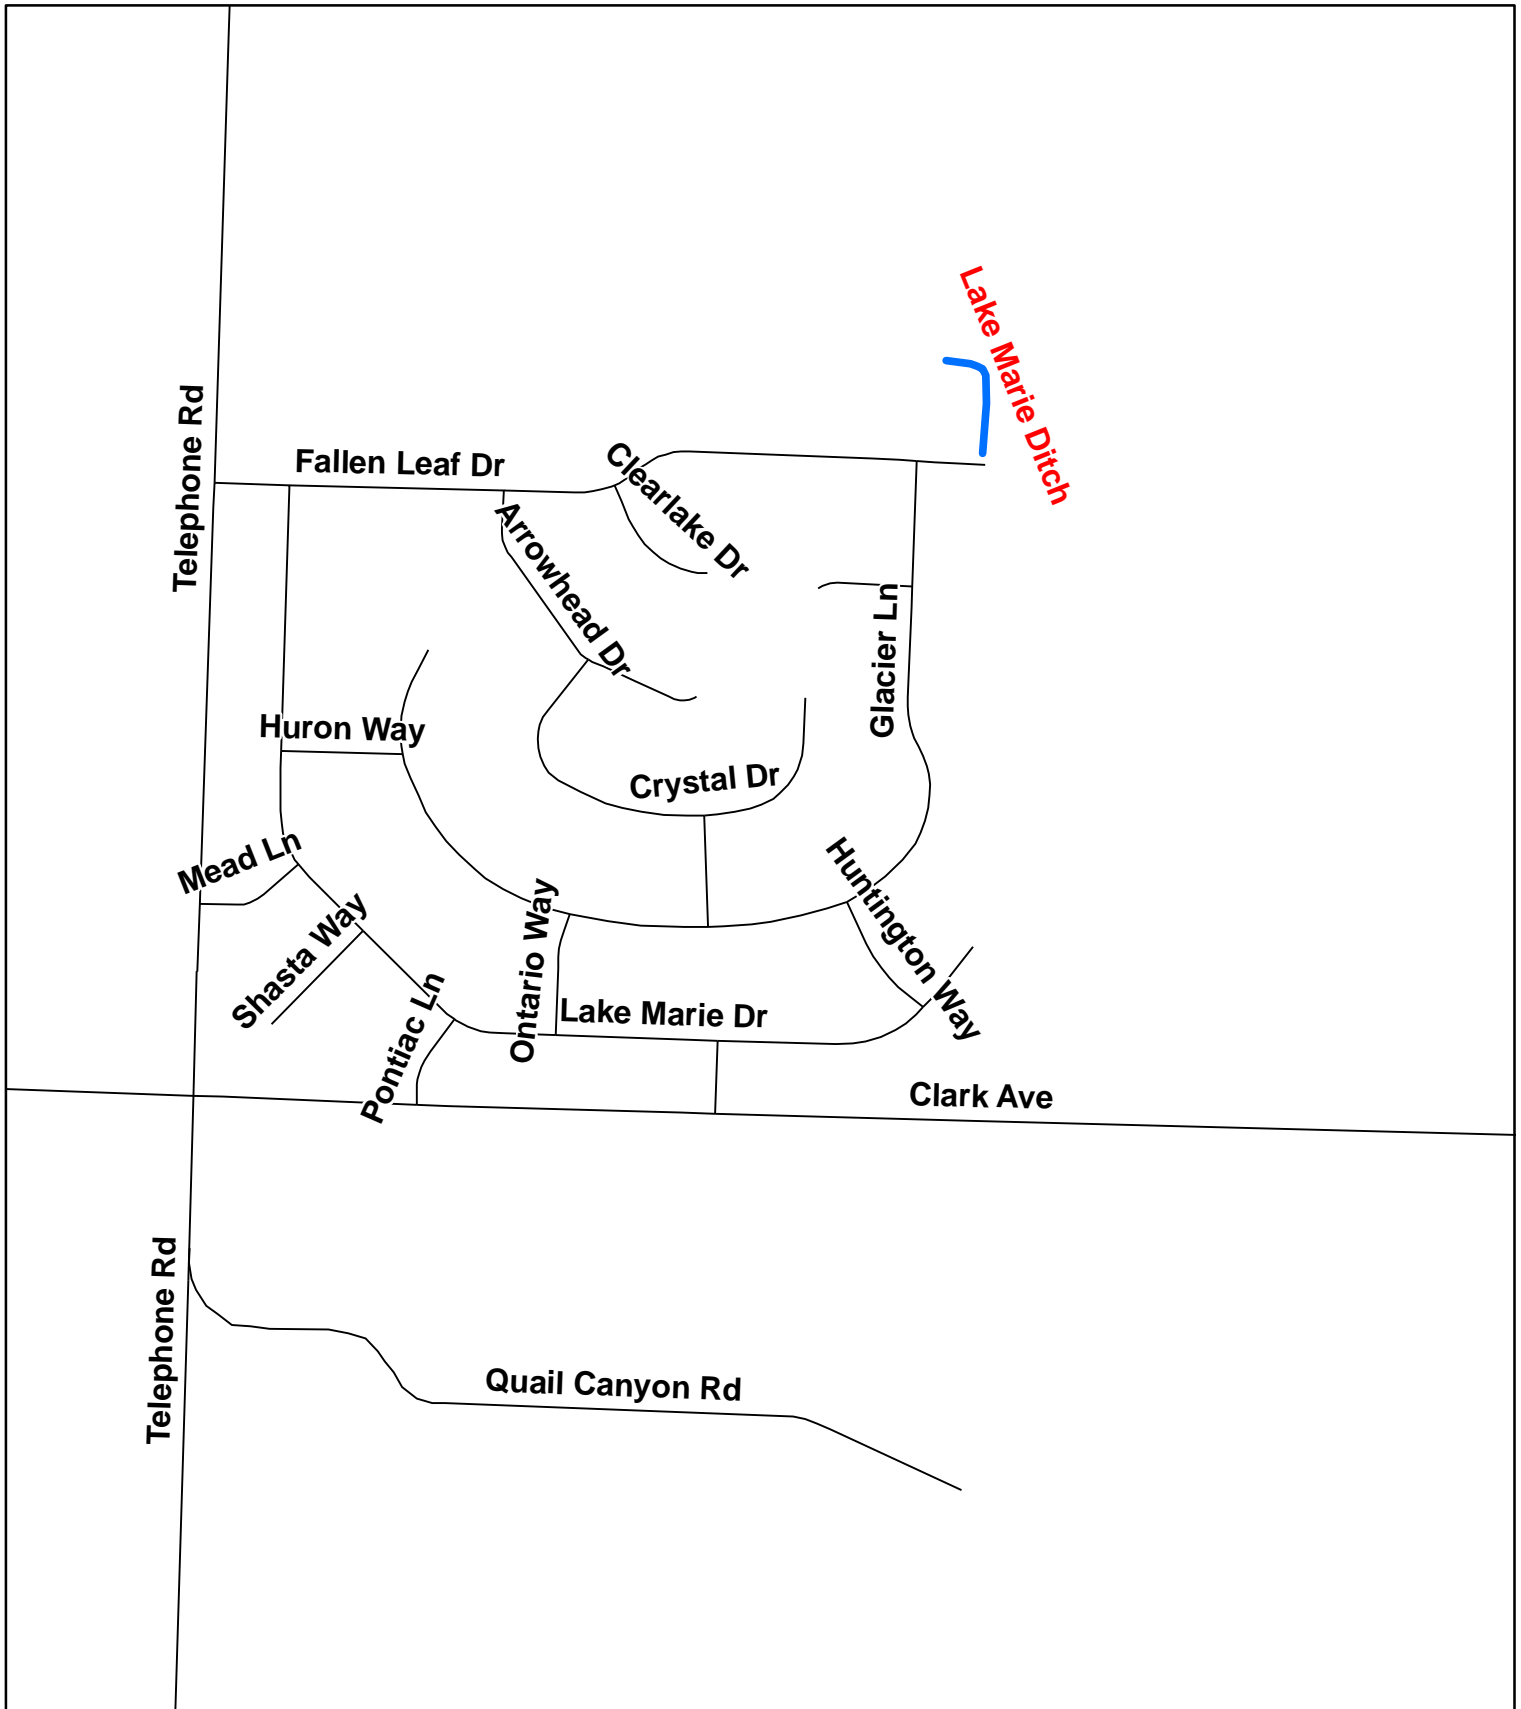 Lake Marie Ditch
Telephone Rd
Fallen Leaf Dr
Clearlake Dr
Arrowhead Dr
Glacier Ln
Huron Way
Crystal Dr
Mead Ln
Huntington Way
Shasta Way
Ontario Way
Pontiac Ln
Lake Marie Dr
Clark Ave
Telephone Rd
Quail Canyon Rd